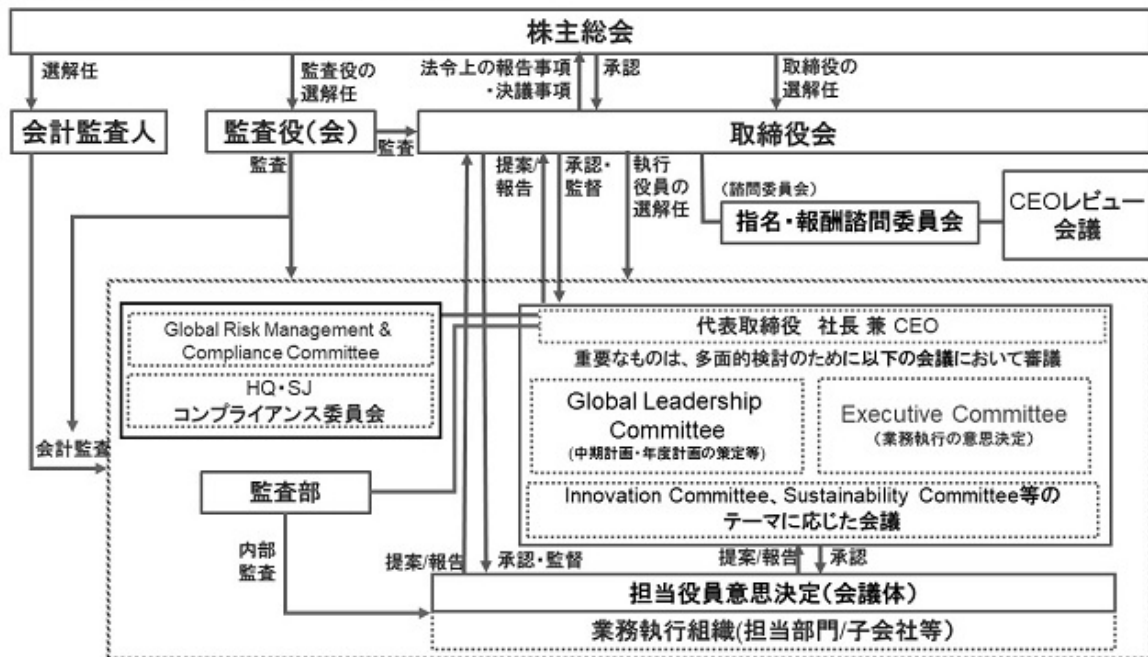 株主総会
選解任
監査役の
選解任
法令上の報告事項
・決議事項
承認
取締役の
選解任
会計監査人
監査役(会)
監査
取締役会
監査
提案/
報告
承認・
監督
執行
役員の
選解任
(諮問委員会)
指名・報酬諮問委員会
CEOレビュー
会議
Global Risk Management &
Compliance Committee
HQ・SJ
コンプライアンス委員会
代表取締役 社長 兼 CEO
重要なものは、多面的検討のために以下の会議において審議
Global Leadership
Committee
(中期計画・年度計画の策定等)
Executive Committee
(業務執行の意思決定)
会計監査
監査部
Innovation Committee、Sustainability Committee等の
テーマに応じた会議
内部
監査
提案/報告
承認・監督
提案/報告
承認
担当役員意思決定(会議体)
業務執行組織(担当部門/子会社等)